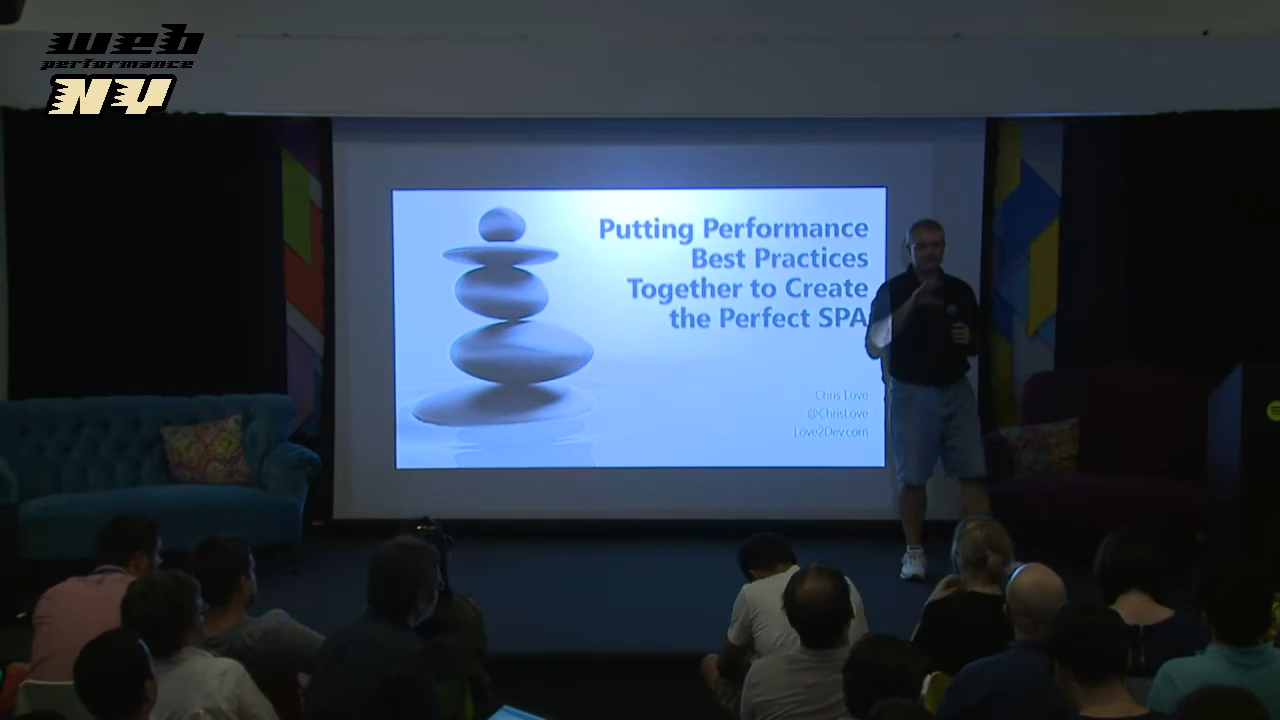 web
performance
NY
Putting Performance
Best Practices
Together to Create
the Perfect SPA
Chris Love
@ChrisLove
Love2Dev.com